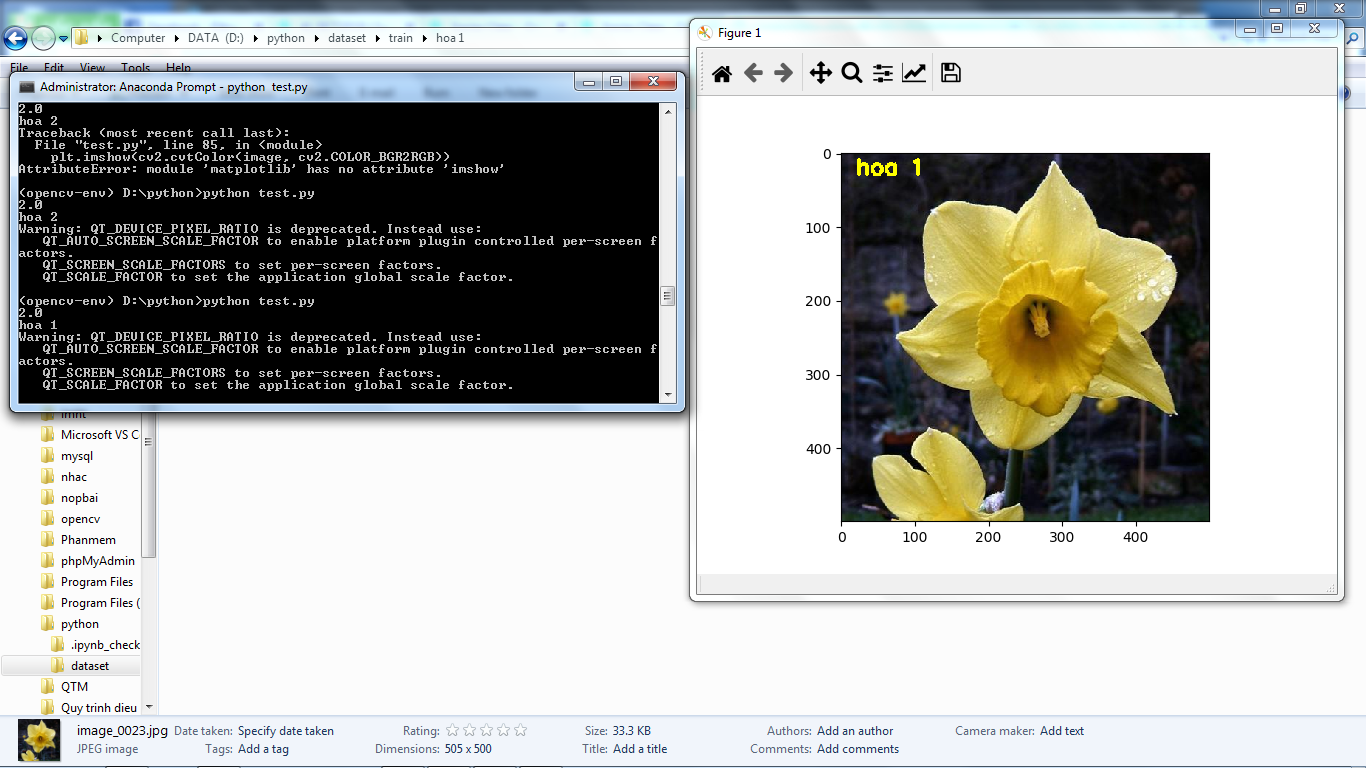 Computer
DATA (D:)
python
dataset
train
hoa 1
File Edit View Tools Help
Administrator: Anaconda Prompt - python test.py
2.0
hoa 2
Traceback (most recent call last):
  File "test.py", line 85, in <module>
    plt.imshow(cv2.cvtColor(image, cv2.COLOR_BGR2RGB))
AttributeError: module 'matplotlib' has no attribute 'imshow'
(opencv-env) D:\python>python test.py
2.0
hoa 2
Warning: QT_DEVICE_PIXEL_RATIO is deprecated. Instead use:
   QT_AUTO_SCREEN_SCALE_FACTOR to enable platform plugin controlled per-screen f
actors.
   QT_SCREEN_SCALE_FACTORS to set per-screen factors.
   QT_SCALE_FACTOR to set the application global scale factor.
(opencv-env) D:\python>python test.py
2.0
hoa 1
Warning: QT_DEVICE_PIXEL_RATIO is deprecated. Instead use:
   QT_AUTO_SCREEN_SCALE_FACTOR to enable platform plugin controlled per-screen f
actors.
   QT_SCREEN_SCALE_FACTORS to set per-screen factors.
   QT_SCALE_FACTOR to set the application global scale factor.
Microsoft VS C
mysql
nhac
nopbai
opencv
Phanmem
phpMyAdmin
Program Files
Program Files (
python
.ipynb_check
dataset
QTM
Quy trinh dieu
Figure 1
hoa 1
0
100
200
300
400
0 100 200 300 400
image_0023.jpg Date taken: Specify date taken Rating: Size: 33.3 KB Authors: Add an author Camera maker: Add text
JPEG image Tags: Add a tag Dimensions: 505 x 500 Title: Add a title Comments: Add comments